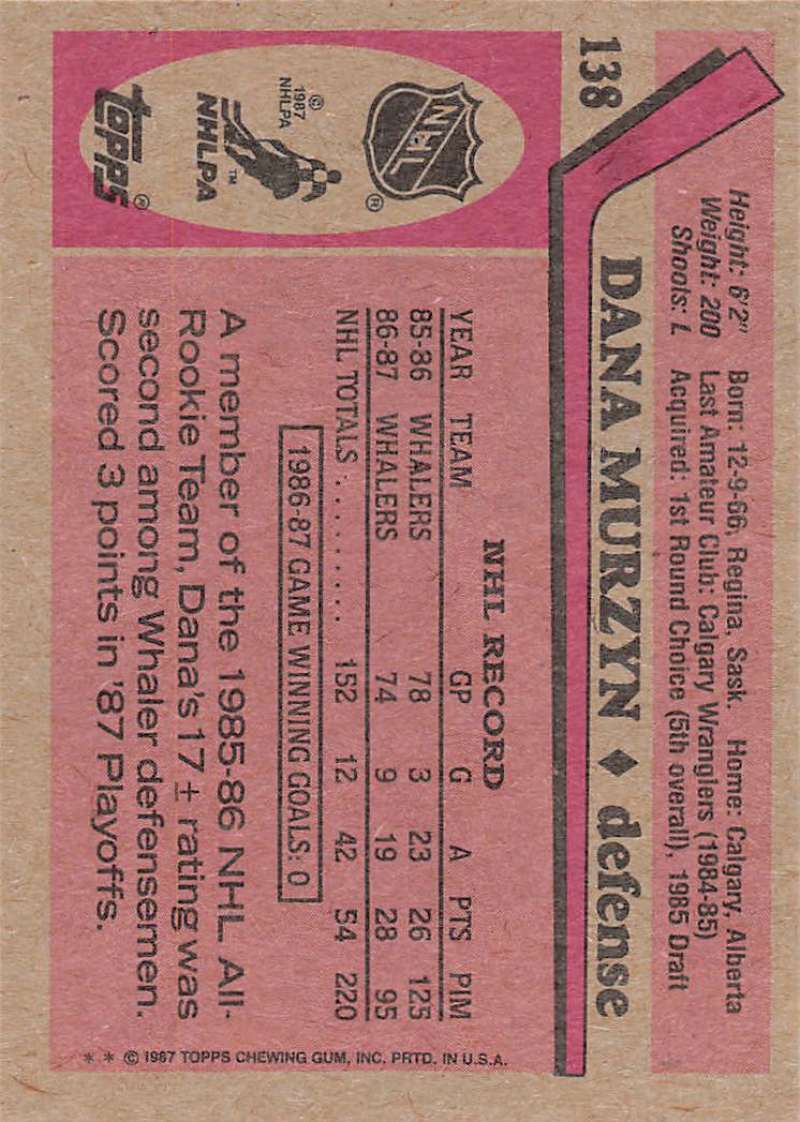 138
Height: 6'2" Born: 12-9-66, Regina, Sask. Home: Calgary, Alberta
Weight: 200 Last Amateur Club: Calgary Wranglers (1984-85)
Shoots: L Acquired: 1st Round Choice (5th overall), 1985 Draft
DANA MURZYN ♦ defense
NHL
®
© 1987 NHLPA
™
NHLPA
TOPPS®
NHL RECORD
YEAR TEAM GP G A PTS PIM
85-86 WHALERS 78 3 23 26 125
86-87 WHALERS 74 9 19 28 95
NHL TOTALS ......... 152 12 42 54 220
1986-87 GAME WINNING GOALS: 0
A member of the 1985-86 NHL All-
Rookie Team, Dana's 17 ± rating was
second among Whaler defensemen.
Scored 3 points in '87 Playoffs.
* * © 1987 TOPPS CHEWING GUM, INC. PRTD. IN U.S.A.